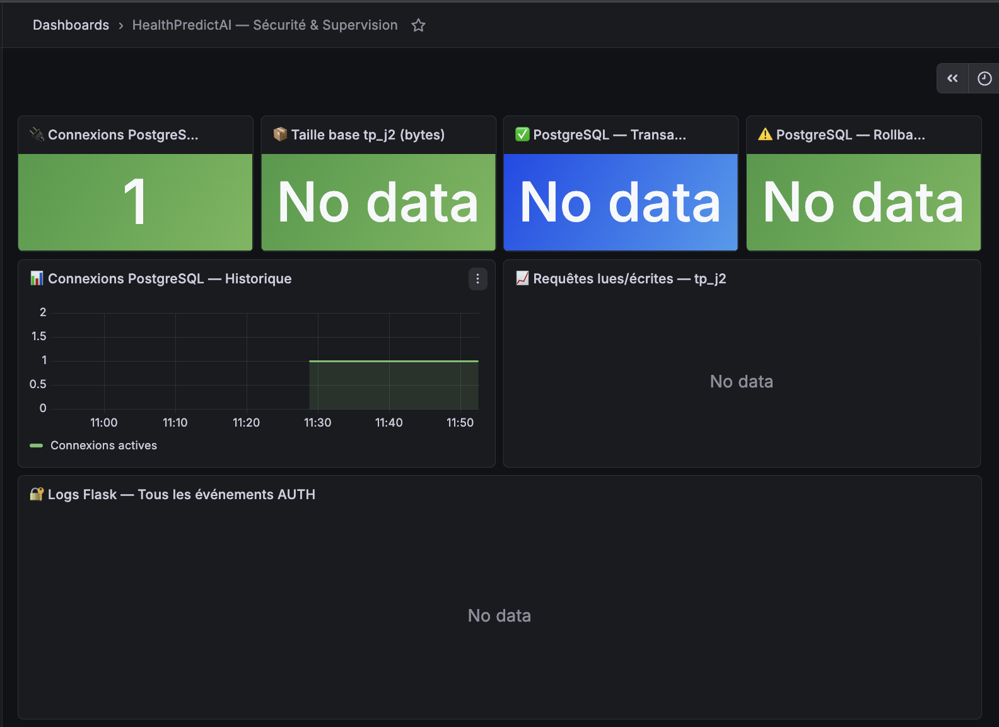 Dashboards › HealthPredictAI — Sécurité & Supervision
Connexions PostgreS...
Taille base tp_j2 (bytes)
PostgreSQL — Transa...
PostgreSQL — Rollba...
1
No data
No data
No data
Connexions PostgreSQL — Historique
2
1.5
1
0.5
0
11:00 11:10 11:20 11:30 11:40 11:50
Connexions actives
Requêtes lues/écrites — tp_j2
No data
Logs Flask — Tous les événements AUTH
No data